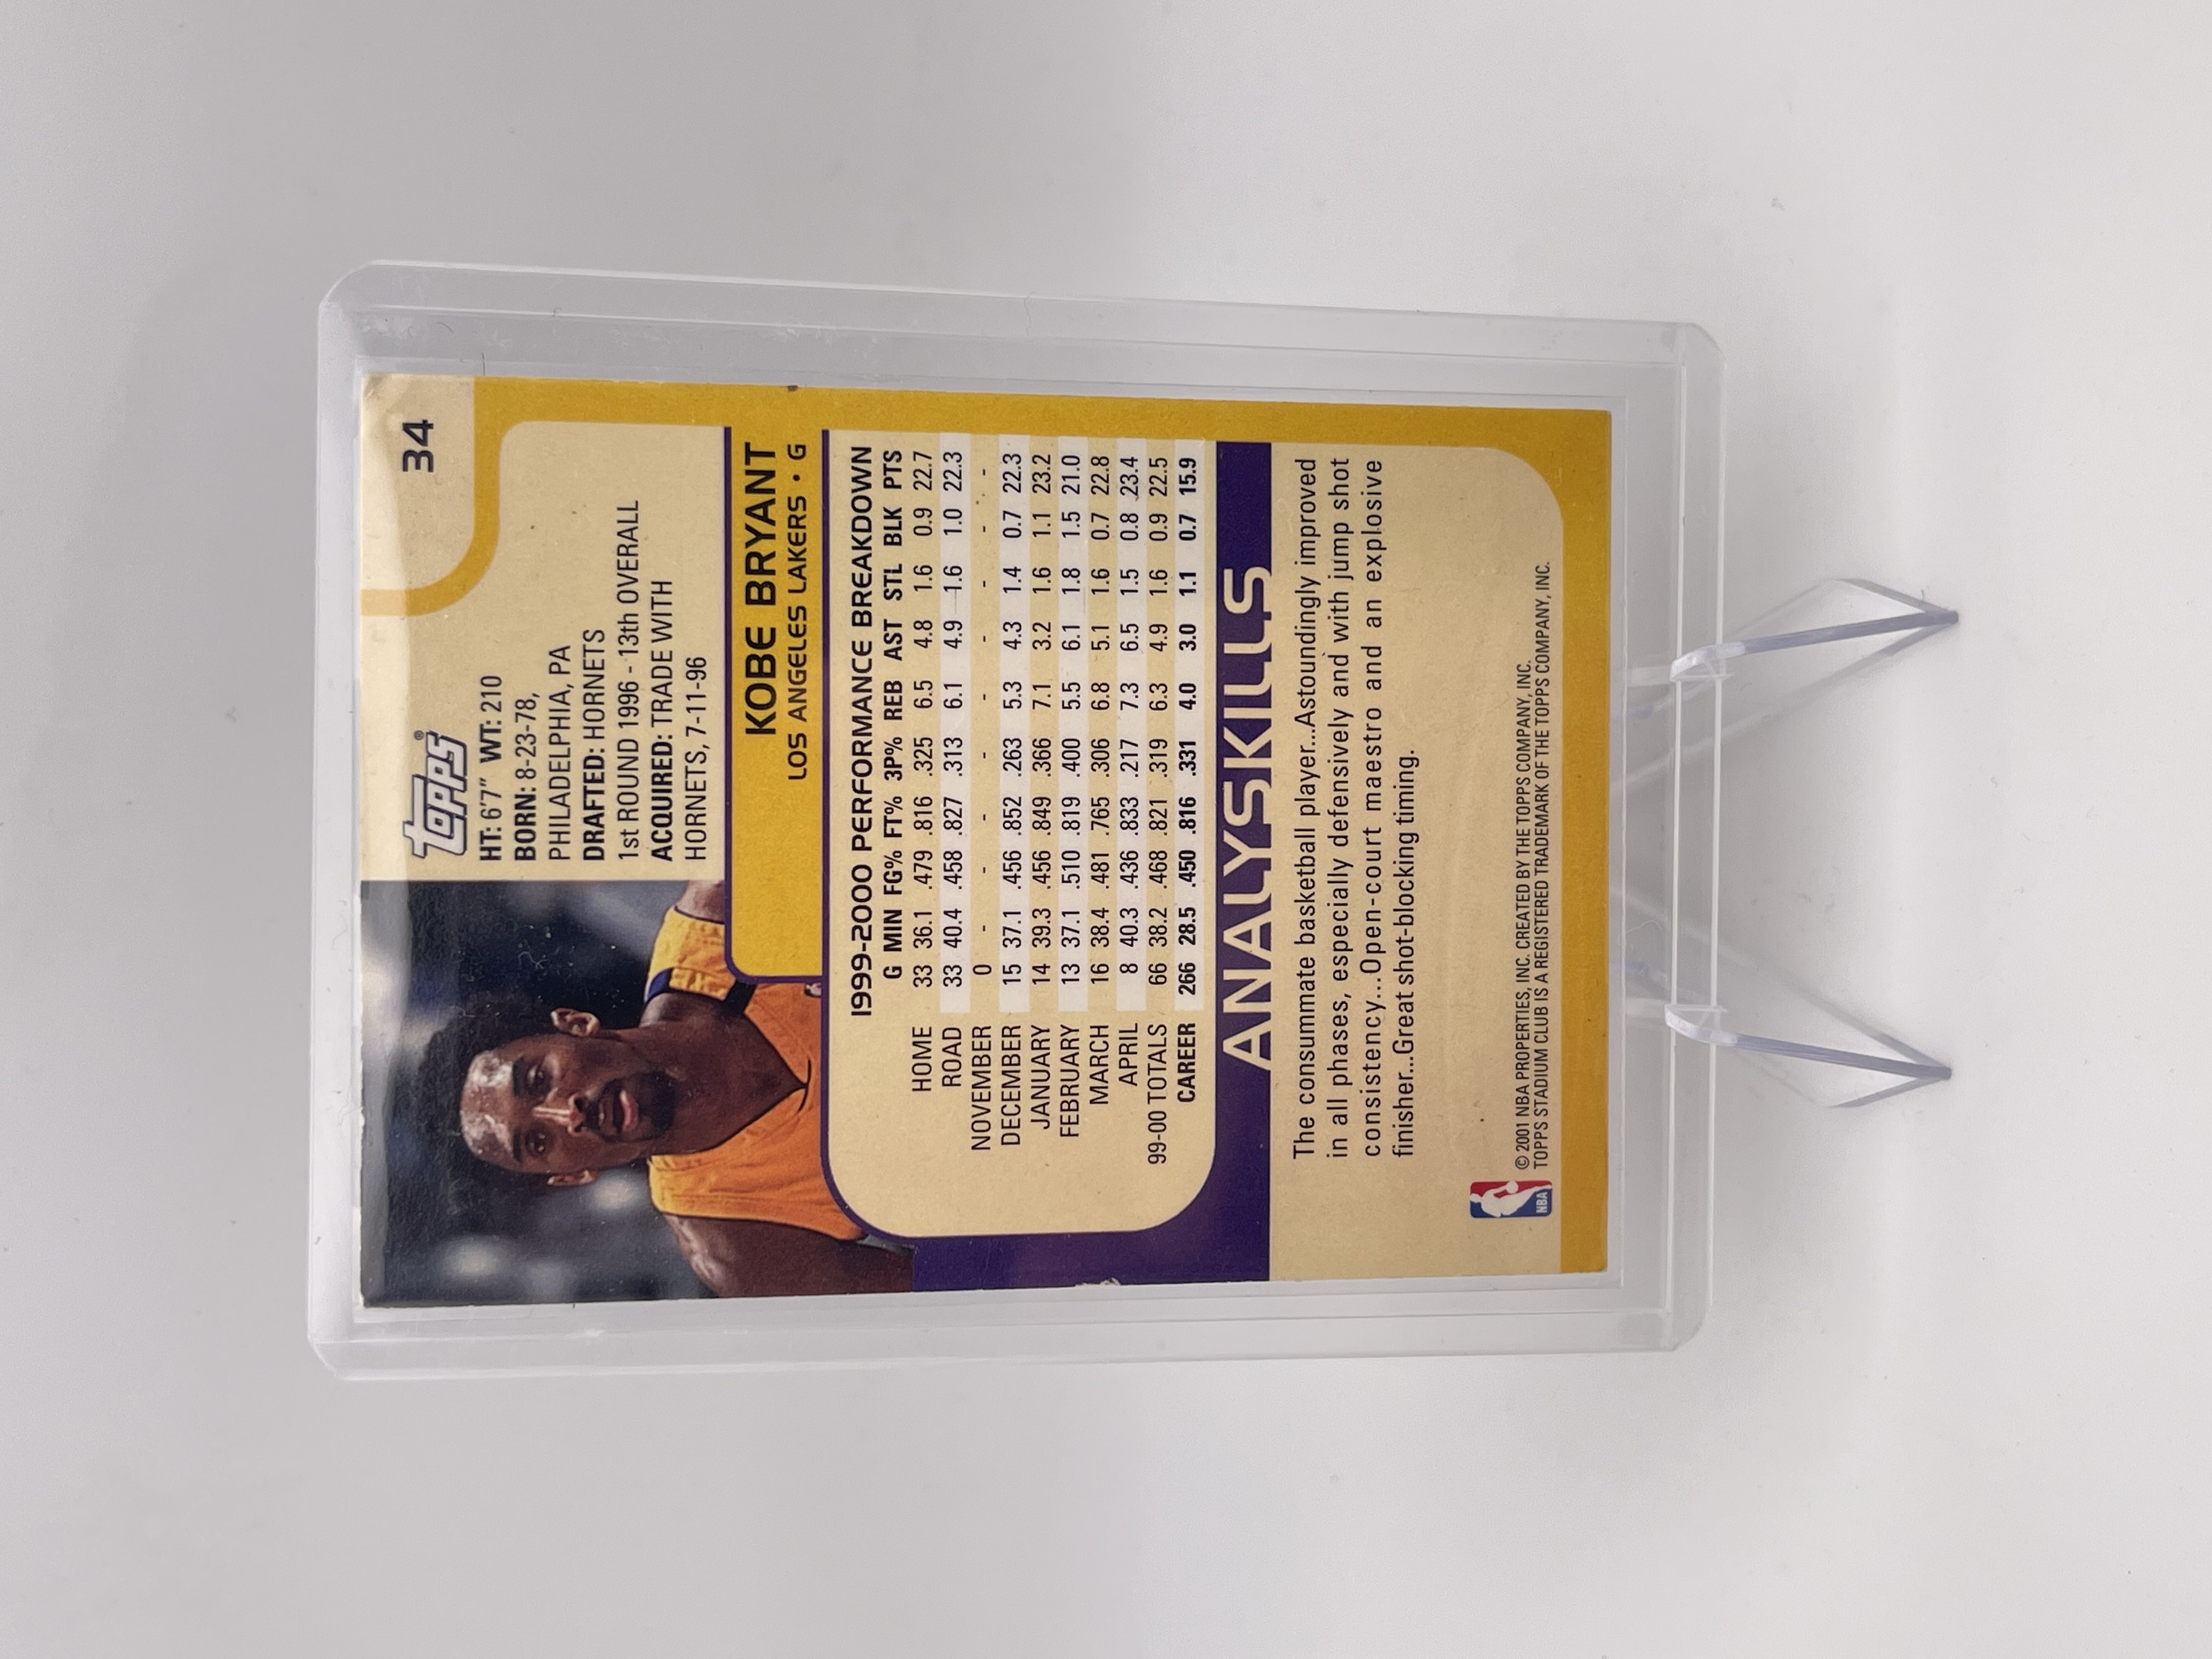 34
Topps®
HT: 6'7" WT: 210
BORN: 8-23-78,
PHILADELPHIA, PA
DRAFTED: HORNETS
1st ROUND 1996 - 13th OVERALL
ACQUIRED: TRADE WITH
HORNETS, 7-11-96
KOBE BRYANT
LOS ANGELES LAKERS • G
1999-2000 PERFORMANCE BREAKDOWN
G MIN FG% FT% 3P% REB AST STL BLK PTS
HOME 33 36.1 .479 .816 .325 6.5 4.8 1.6 0.9 22.7
ROAD 33 40.4 .458 .827 .313 6.1 4.9 1.6 1.0 22.3
NOVEMBER 0 - - - - - - - - -
DECEMBER 15 37.1 .456 .852 .263 5.3 4.3 1.4 0.7 22.3
JANUARY 14 39.3 .456 .849 .366 7.1 3.2 1.6 1.1 23.2
FEBRUARY 13 37.1 .510 .819 .400 5.5 6.1 1.8 1.5 21.0
MARCH 16 38.4 .481 .765 .306 6.8 5.1 1.6 0.7 22.8
APRIL 8 40.3 .436 .833 .217 7.3 6.5 1.5 0.8 23.4
99-00 TOTALS 66 38.2 .468 .821 .319 6.3 4.9 1.6 0.9 22.5
CAREER 266 28.5 .450 .816 .331 4.0 3.0 1.1 0.7 15.9
ANALYSKILLS
The consummate basketball player...Astoundingly improved
in all phases, especially defensively and with jump shot
consistency...Open-court maestro and an explosive
finisher...Great shot-blocking timing.
NBA
© 2001 NBA PROPERTIES, INC. CREATED BY THE TOPPS COMPANY, INC.
TOPPS STADIUM CLUB IS A REGISTERED TRADEMARK OF THE TOPPS COMPANY, INC.